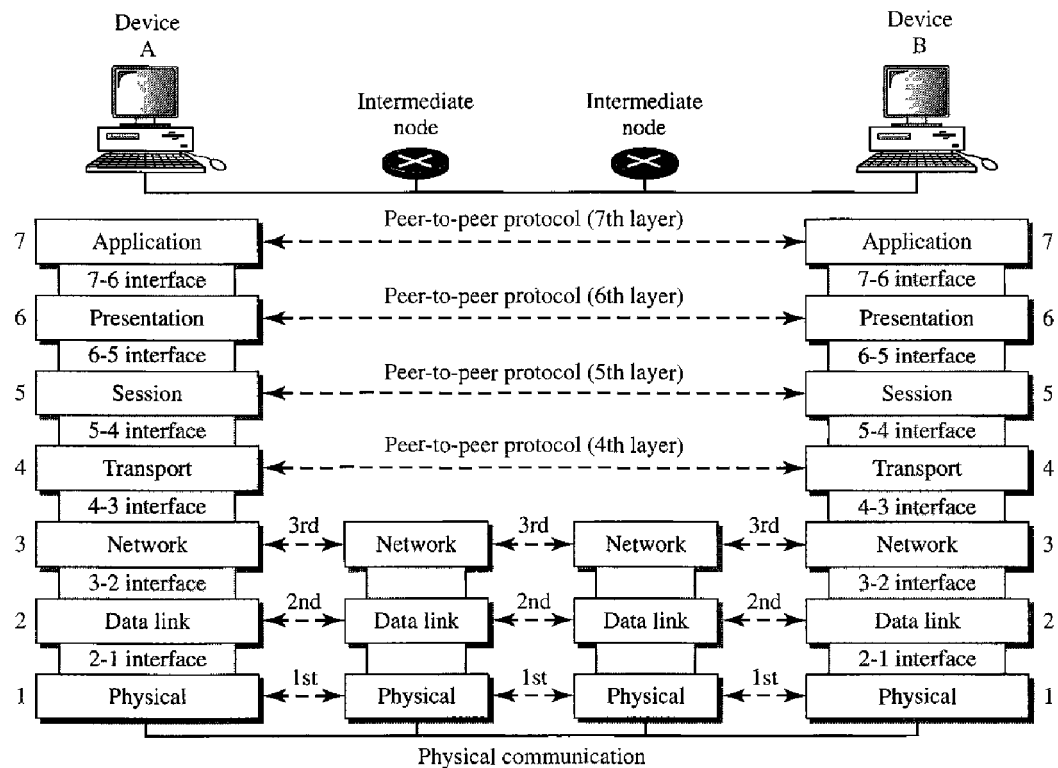 Device
A
Device
B
Intermediate
node
Intermediate
node
Peer-to-peer protocol (7th layer)
7 Application Application 7
7-6 interface 7-6 interface
Peer-to-peer protocol (6th layer)
6 Presentation Presentation 6
6-5 interface 6-5 interface
Peer-to-peer protocol (5th layer)
5 Session Session 5
5-4 interface 5-4 interface
Peer-to-peer protocol (4th layer)
4 Transport Transport 4
4-3 interface 4-3 interface
3rd 3rd 3rd
3 Network Network Network Network 3
3-2 interface 3-2 interface
2nd 2nd 2nd
2 Data link Data link Data link Data link 2
2-1 interface 2-1 interface
1st 1st 1st
1 Physical Physical Physical Physical 1
Physical communication